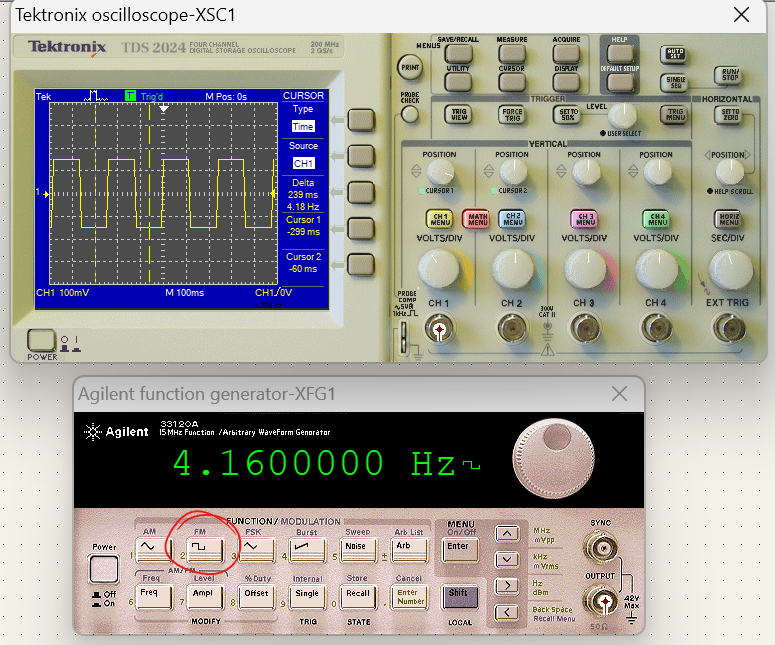 Tektronix oscilloscope-XSC1
Tektronix TDS 2024 FOUR CHANNEL DIGITAL STORAGE OSCILLOSCOPE 200 MHz 2 GS/s
Tek T Trig'd M Pos: 0s CURSOR
Type
Time
Source
CH1
Delta
239 ms
4.18 Hz
Cursor 1
-299 ms
Cursor 2
-60 ms
1
CH1 100mV M 100ms CH1/0V
POWER
O I
MENUS
SAVE/RECALL MEASURE ACQUIRE HELP
AUTO SET
PRINT
UTILITY CURSOR DISPLAY DEFAULT SETUP
SINGLE SEQ
RUN/STOP
PROBE CHECK
TRIGGER
HORIZONTAL
TRIG VIEW FORCE TRIG SET TO 50% LEVEL TRIG MENU SET TO ZERO
USER SELECT
VERTICAL
POSITION POSITION POSITION POSITION POSITION
CURSOR 1 CURSOR 2 HELP SCROLL
CH 1 MENU MATH MENU CH 2 MENU CH 3 MENU CH 4 MENU HORIZ MENU
VOLTS/DIV VOLTS/DIV VOLTS/DIV VOLTS/DIV SEC/DIV
PROBE COMP
~5V@
1kHz
CH 1 CH 2 CH 3 CH 4 EXT TRIG
300V CAT II
Agilent function generator-XFG1
Agilent 33120A
15 MHz Function / Arbitrary WaveForm Generator
4.1600000 Hz
FUNCTION/ MODULATION
AM FM FSK Burst Sweep Arb List
MENU
On/Off
1 2 3 4 5 Noise ± Arb Enter
AM/FM
Freq Level % Duty Internal Store Cancel
6 Freq 7 Ampl 8 Offset 9 Single 0 Recall . Enter Number Shift
MODIFY TRIG STATE LOCAL
Power
Off
On
MHz
mVpp
kHz
mVrms
Hz
dBm
Back Space
Recall Menu
SYNC
OUTPUT
42V Max
50Ω